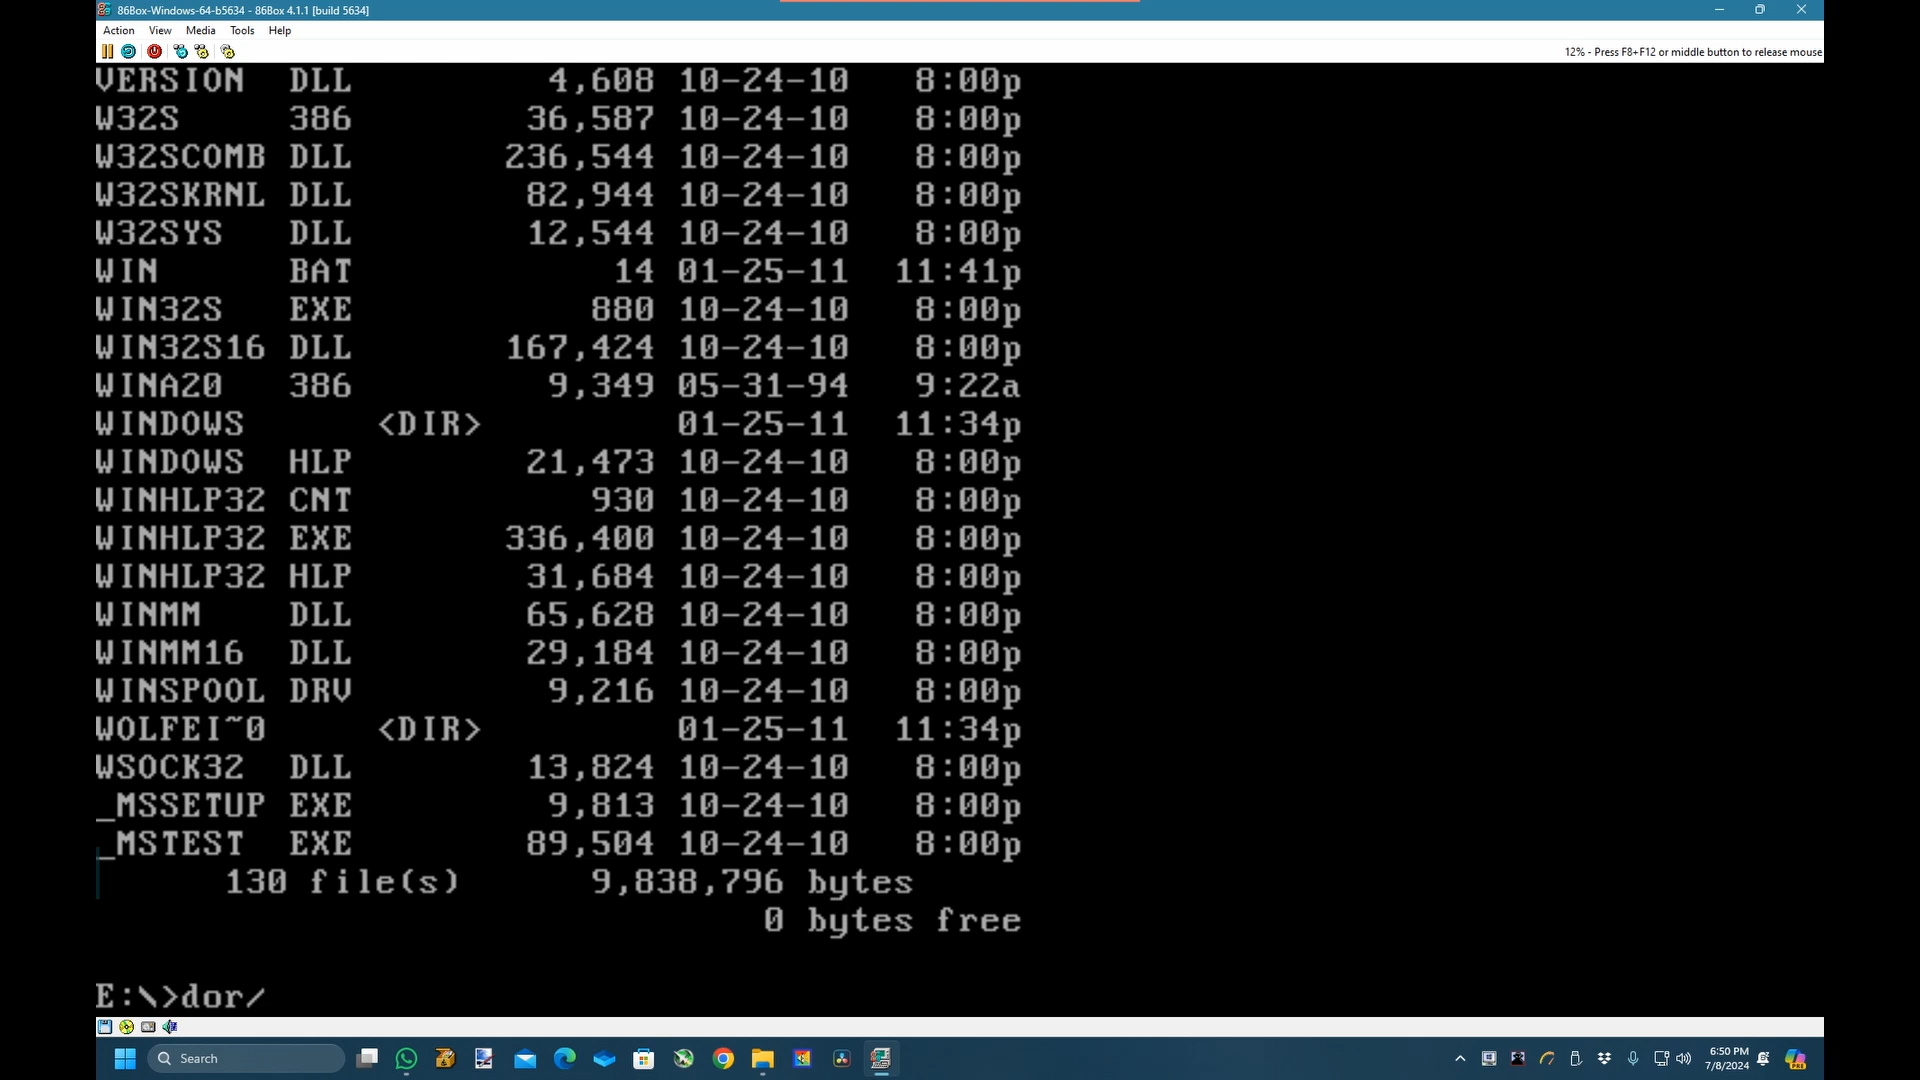 86Box-Windows-64-b5634 - 86Box 4.1.1 [build 5634]
Action View Media Tools Help
12% - Press F8+F12 or middle button to release mouse
VERSION DLL 4,608 10-24-10 8:00p
W32S 386 36,587 10-24-10 8:00p
W32SCOMB DLL 236,544 10-24-10 8:00p
W32SKRNL DLL 82,944 10-24-10 8:00p
W32SYS DLL 12,544 10-24-10 8:00p
WIN BAT 14 01-25-11 11:41p
WIN32S EXE 880 10-24-10 8:00p
WIN32S16 DLL 167,424 10-24-10 8:00p
WINA20 386 9,349 05-31-94 9:22a
WINDOWS <DIR> 01-25-11 11:34p
WINDOWS HLP 21,473 10-24-10 8:00p
WINHLP32 CNT 930 10-24-10 8:00p
WINHLP32 EXE 336,400 10-24-10 8:00p
WINHLP32 HLP 31,684 10-24-10 8:00p
WINMM DLL 65,628 10-24-10 8:00p
WINMM16 DLL 29,184 10-24-10 8:00p
WINSPOOL DRV 9,216 10-24-10 8:00p
WOLFEI~0 <DIR> 01-25-11 11:34p
WSOCK32 DLL 13,824 10-24-10 8:00p
_MSSETUP EXE 9,813 10-24-10 8:00p
_MSTEST EXE 89,504 10-24-10 8:00p
130 file(s) 9,838,796 bytes
0 bytes free
E:\>dor/
Search
6:50 PM
7/8/2024
PRE